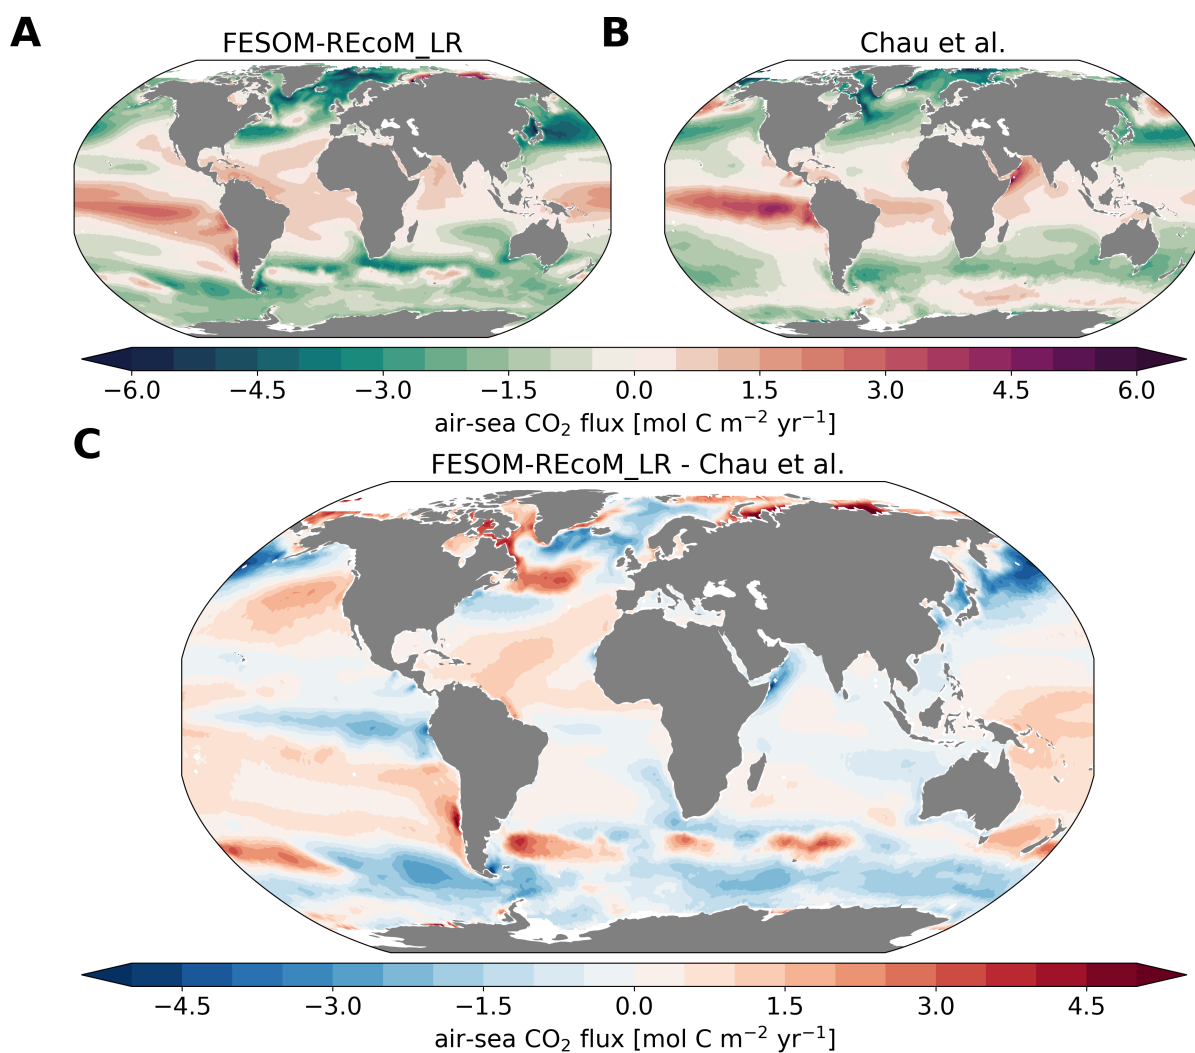 A
B
FESOM-REcoM_LR
Chau et al.
−6.0 −4.5 −3.0 −1.5 0.0 1.5 3.0 4.5 6.0
air-sea CO₂ flux [mol C m⁻² yr⁻¹]
C
FESOM-REcoM_LR - Chau et al.
−4.5 −3.0 −1.5 0.0 1.5 3.0 4.5
air-sea CO₂ flux [mol C m⁻² yr⁻¹]